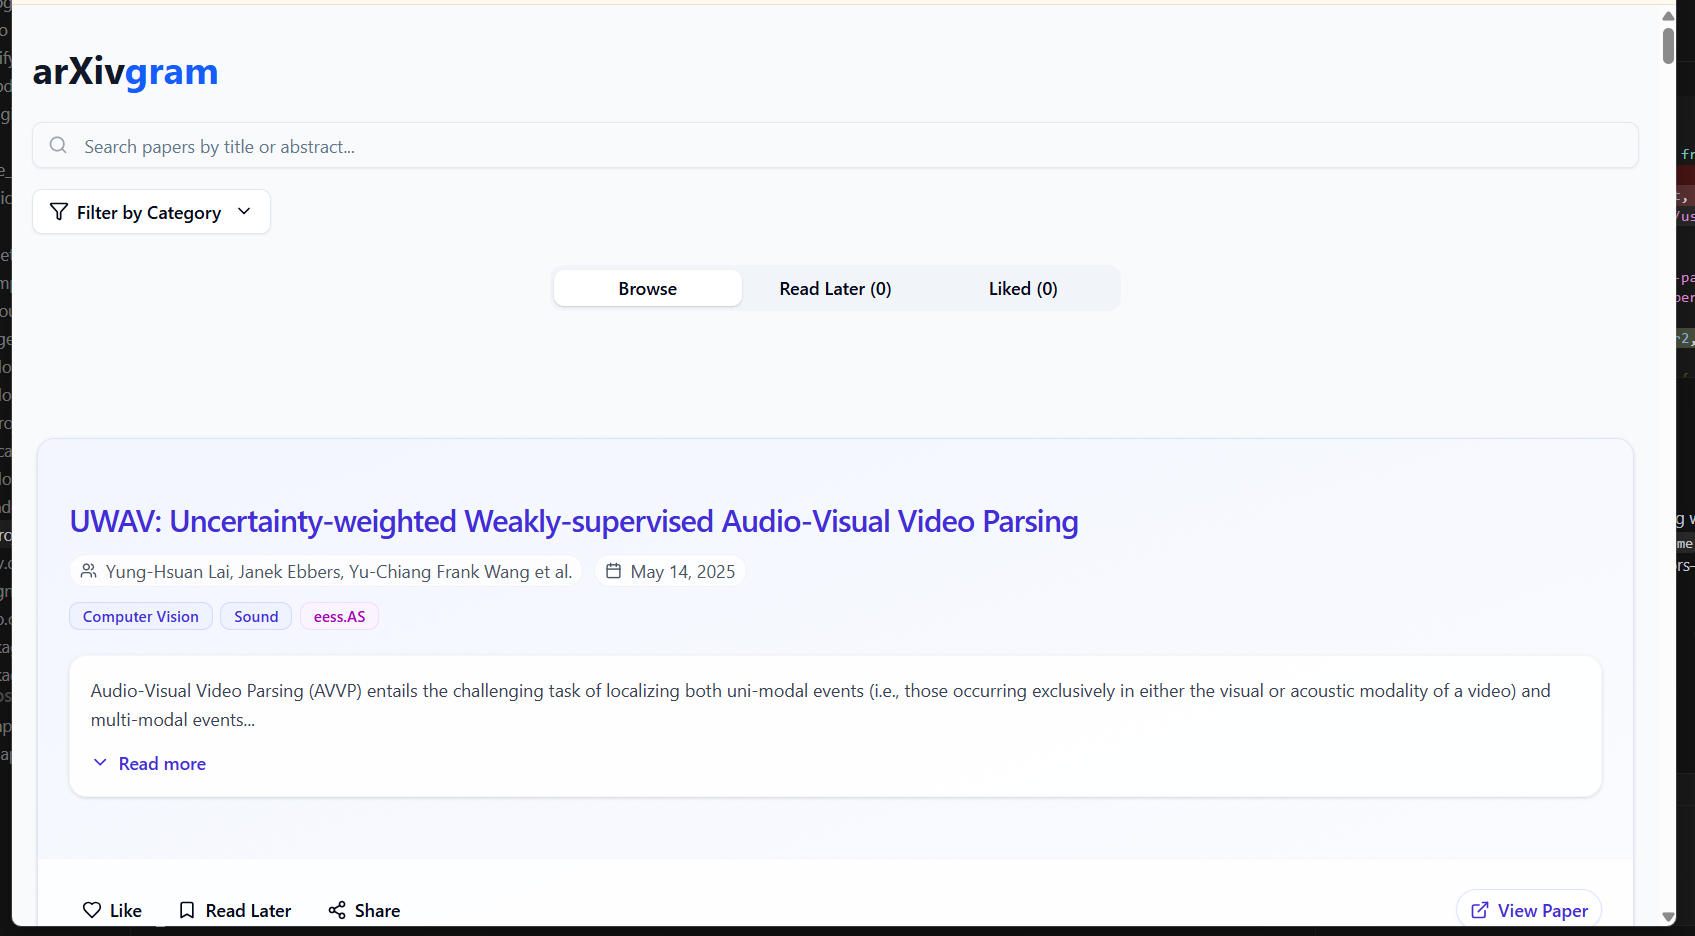 arXivgram
Search papers by title or abstract...
Filter by Category
Browse
Read Later (0)
Liked (0)
UWAV: Uncertainty-weighted Weakly-supervised Audio-Visual Video Parsing
Yung-Hsuan Lai, Janek Ebbers, Yu-Chiang Frank Wang et al.
May 14, 2025
Computer Vision
Sound
eess.AS
Audio-Visual Video Parsing (AVVP) entails the challenging task of localizing both uni-modal events (i.e., those occurring exclusively in either the visual or acoustic modality of a video) and
multi-modal events...
Read more
Like
Read Later
Share
View Paper